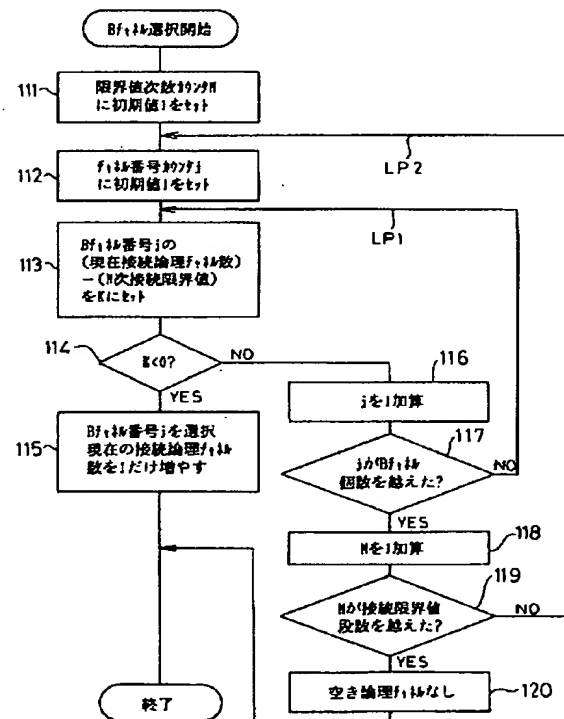 Bチャネル選択開始
111
限界値次数カウンタM
に初期値1をセット
LP2
112
チャネル番号カウンタj
に初期値1をセット
LP1
113
Bチャネル番号jの
(現在接続論理チャネル数)
−(M次接続限界値)
をKにセット
114
K<0?
NO
YES
116
jを1加算
115
Bチャネル番号jを選択
現在の接続論理チャネル
数を1だけ増やす
117
jがBチャネル
個数を越えた?
NO
YES
118
Mを1加算
119
Mが接続限界値
段数を越えた?
NO
YES
120
空き論理チャネルなし
終了